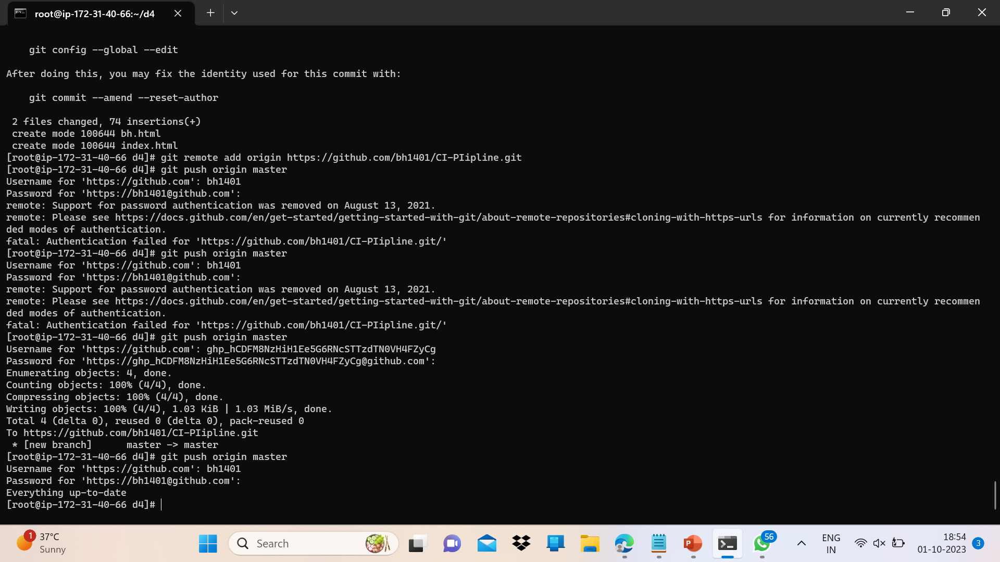 root@ip-172-31-40-66:~/d4
git config --global --edit
After doing this, you may fix the identity used for this commit with:
git commit --amend --reset-author
2 files changed, 74 insertions(+)
create mode 100644 bh.html
create mode 100644 index.html
[root@ip-172-31-40-66 d4]# git remote add origin https://github.com/bh1401/CI-PIipline.git
[root@ip-172-31-40-66 d4]# git push origin master
Username for 'https://github.com': bh1401
Password for 'https://bh1401@github.com':
remote: Support for password authentication was removed on August 13, 2021.
remote: Please see https://docs.github.com/en/get-started/getting-started-with-git/about-remote-repositories#cloning-with-https-urls for information on currently recommen
ded modes of authentication.
fatal: Authentication failed for 'https://github.com/bh1401/CI-PIipline.git/'
[root@ip-172-31-40-66 d4]# git push origin master
Username for 'https://github.com': bh1401
Password for 'https://bh1401@github.com':
remote: Support for password authentication was removed on August 13, 2021.
remote: Please see https://docs.github.com/en/get-started/getting-started-with-git/about-remote-repositories#cloning-with-https-urls for information on currently recommen
ded modes of authentication.
fatal: Authentication failed for 'https://github.com/bh1401/CI-PIipline.git/'
[root@ip-172-31-40-66 d4]# git push origin master
Username for 'https://github.com': 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
Password for 'https://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@github.com':
Enumerating objects: 4, done.
Counting objects: 100% (4/4), done.
Compressing objects: 100% (4/4), done.
Writing objects: 100% (4/4), 1.03 KiB | 1.03 MiB/s, done.
Total 4 (delta 0), reused 0 (delta 0), pack-reused 0
To https://github.com/bh1401/CI-PIipline.git
* [new branch]      master -> master
[root@ip-172-31-40-66 d4]# git push origin master
Username for 'https://github.com': bh1401
Password for 'https://bh1401@github.com':
Everything up-to-date
[root@ip-172-31-40-66 d4]#
1
37°C
Sunny
Search
P
56
ENG
IN
18:54
01-10-2023
3